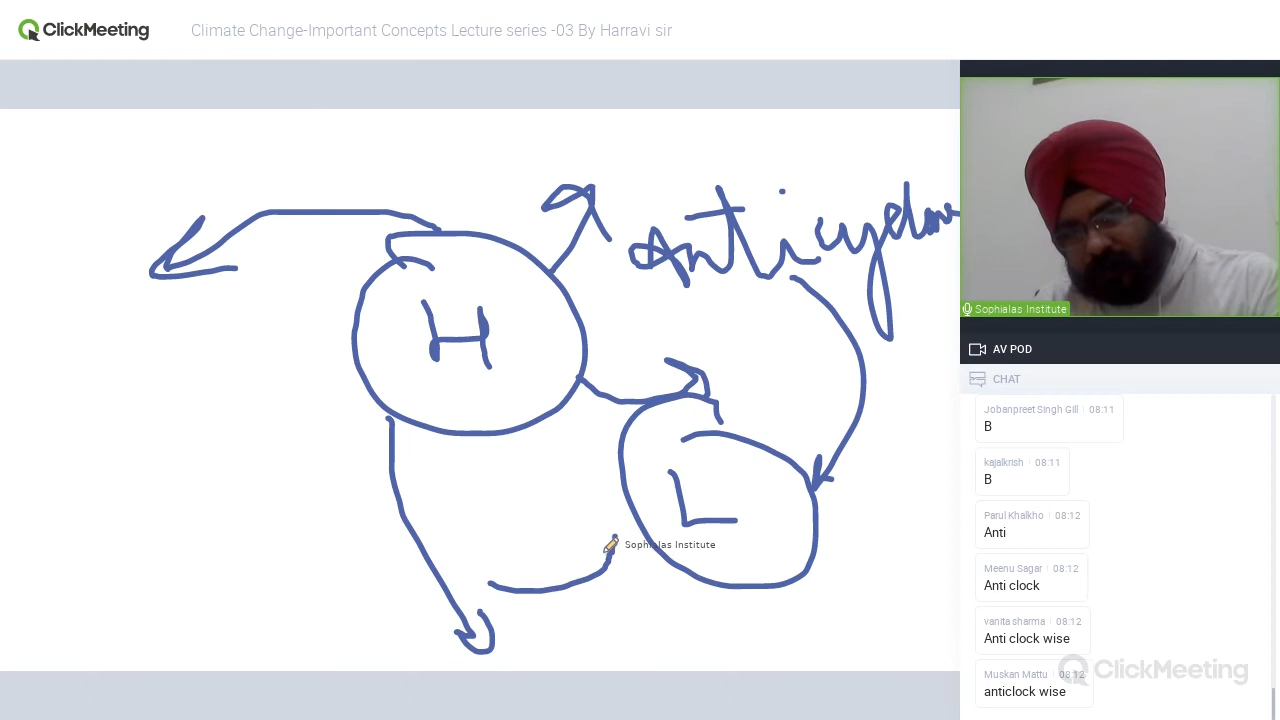 ClickMeeting
Climate Change-Important Concepts Lecture series -03 By Harravi sir
Anticyclone
H
L
Sophialas Institute
Sophialas Institute
AV POD
CHAT
Jobanpreet Singh Gill 08:11
B
kajalkrish 08:11
B
Parul Khalkho 08:12
Anti
Meenu Sagar 08:12
Anti clock
vanita sharma 08:12
Anti clock wise
Muskan Mattu 08:12
anticlock wise
ClickMeeting